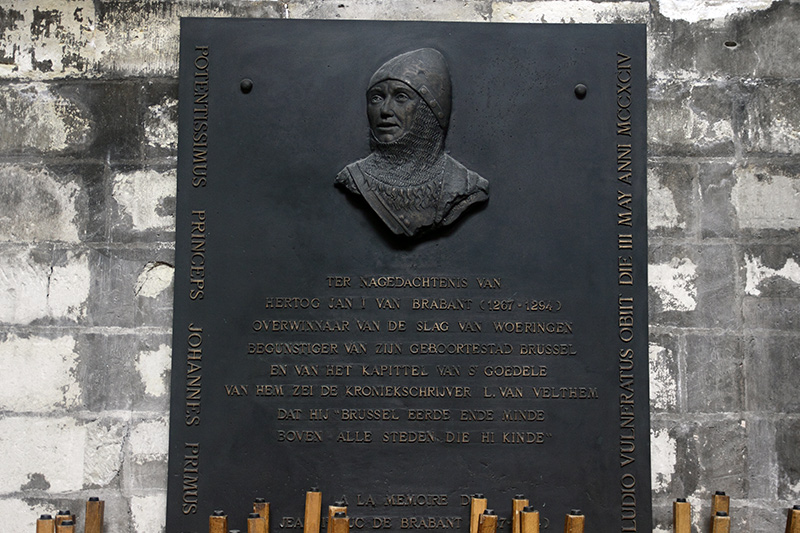 POTENTISSIMUS PRINCEPS JOHANNES PRIMUS
TER NAGEDACHTENIS VAN
HERTOG JAN I VAN BRABANT (1267-1294)
OVERWINNAAR VAN DE SLAG VAN WOERINGEN
BEGUNSTIGER VAN ZIJN GEBOORTESTAD BRUSSEL
EN VAN HET KAPITTEL VAN St GOEDELE
VAN HEM ZEI DE KRONIEKSCHRIJVER L. VAN VELTHEM
DAT HIJ "BRUSSEL EERDE ENDE MINDE
BOVEN ALLE STEDEN DIE HI KINDE"
A LA MEMOIRE
DE BRABANT
LUDIO VULNERATUS OBIIT DIE III MAY ANNI MCCXCIV